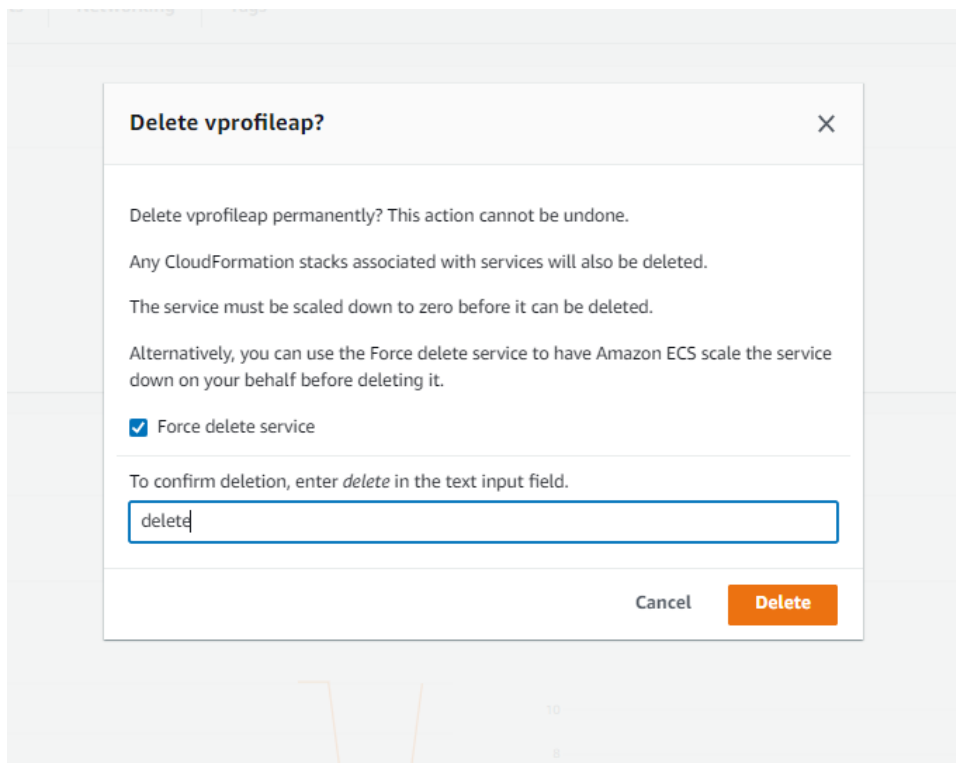 Networking Tags
Delete vprofileap?
Delete vprofileap permanently? This action cannot be undone.
Any CloudFormation stacks associated with services will also be deleted.
The service must be scaled down to zero before it can be deleted.
Alternatively, you can use the Force delete service to have Amazon ECS scale the service
down on your behalf before deleting it.
Force delete service
To confirm deletion, enter delete in the text input field.
delete
Cancel Delete
10
8